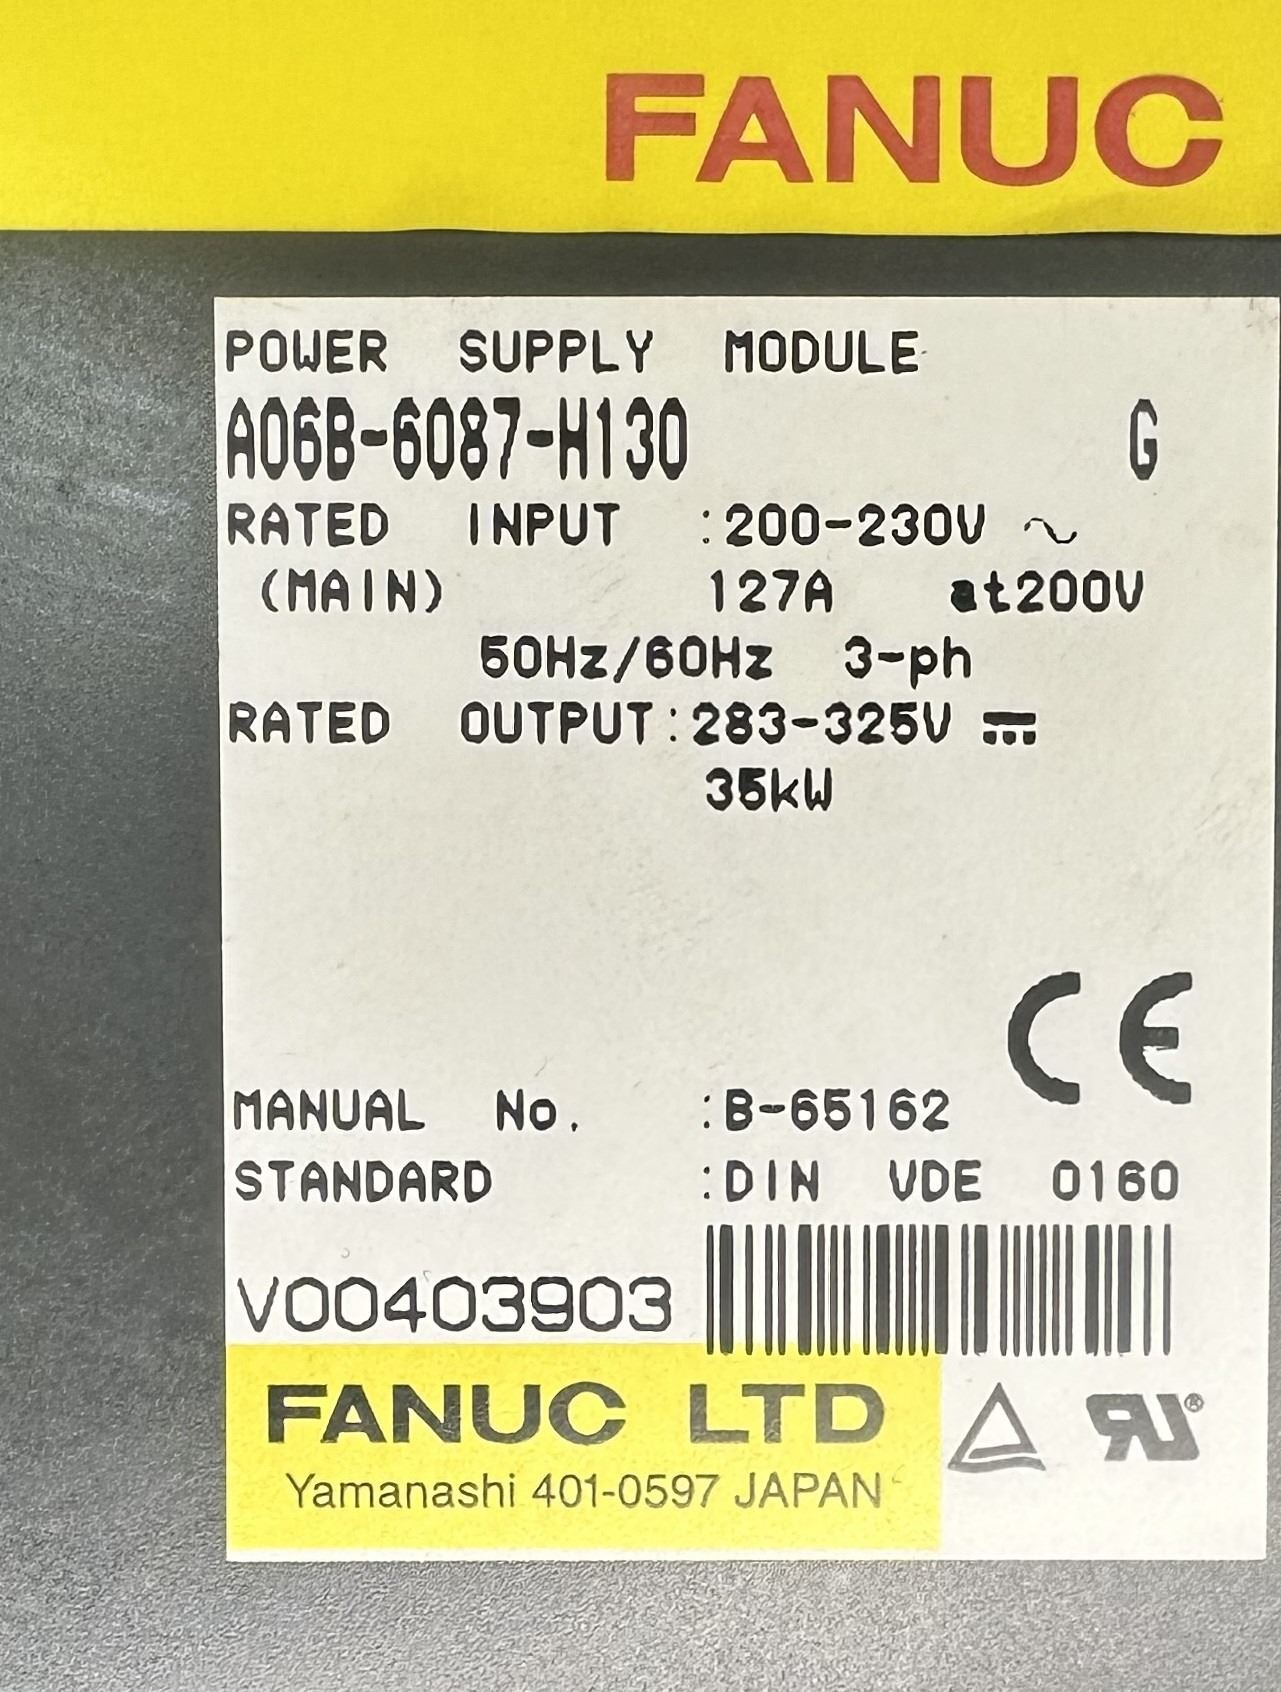 FANUC
POWER SUPPLY MODULE
A06B-6087-H130 G
RATED INPUT :200-230V ~
(MAIN) 127A at200V
50Hz/60Hz 3-ph
RATED OUTPUT:283-325V ⎓
35kW
CE
MANUAL No. :B-65162
STANDARD :DIN VDE 0160
V00403903
FANUC LTD
Yamanashi 401-0597 JAPAN
RU®